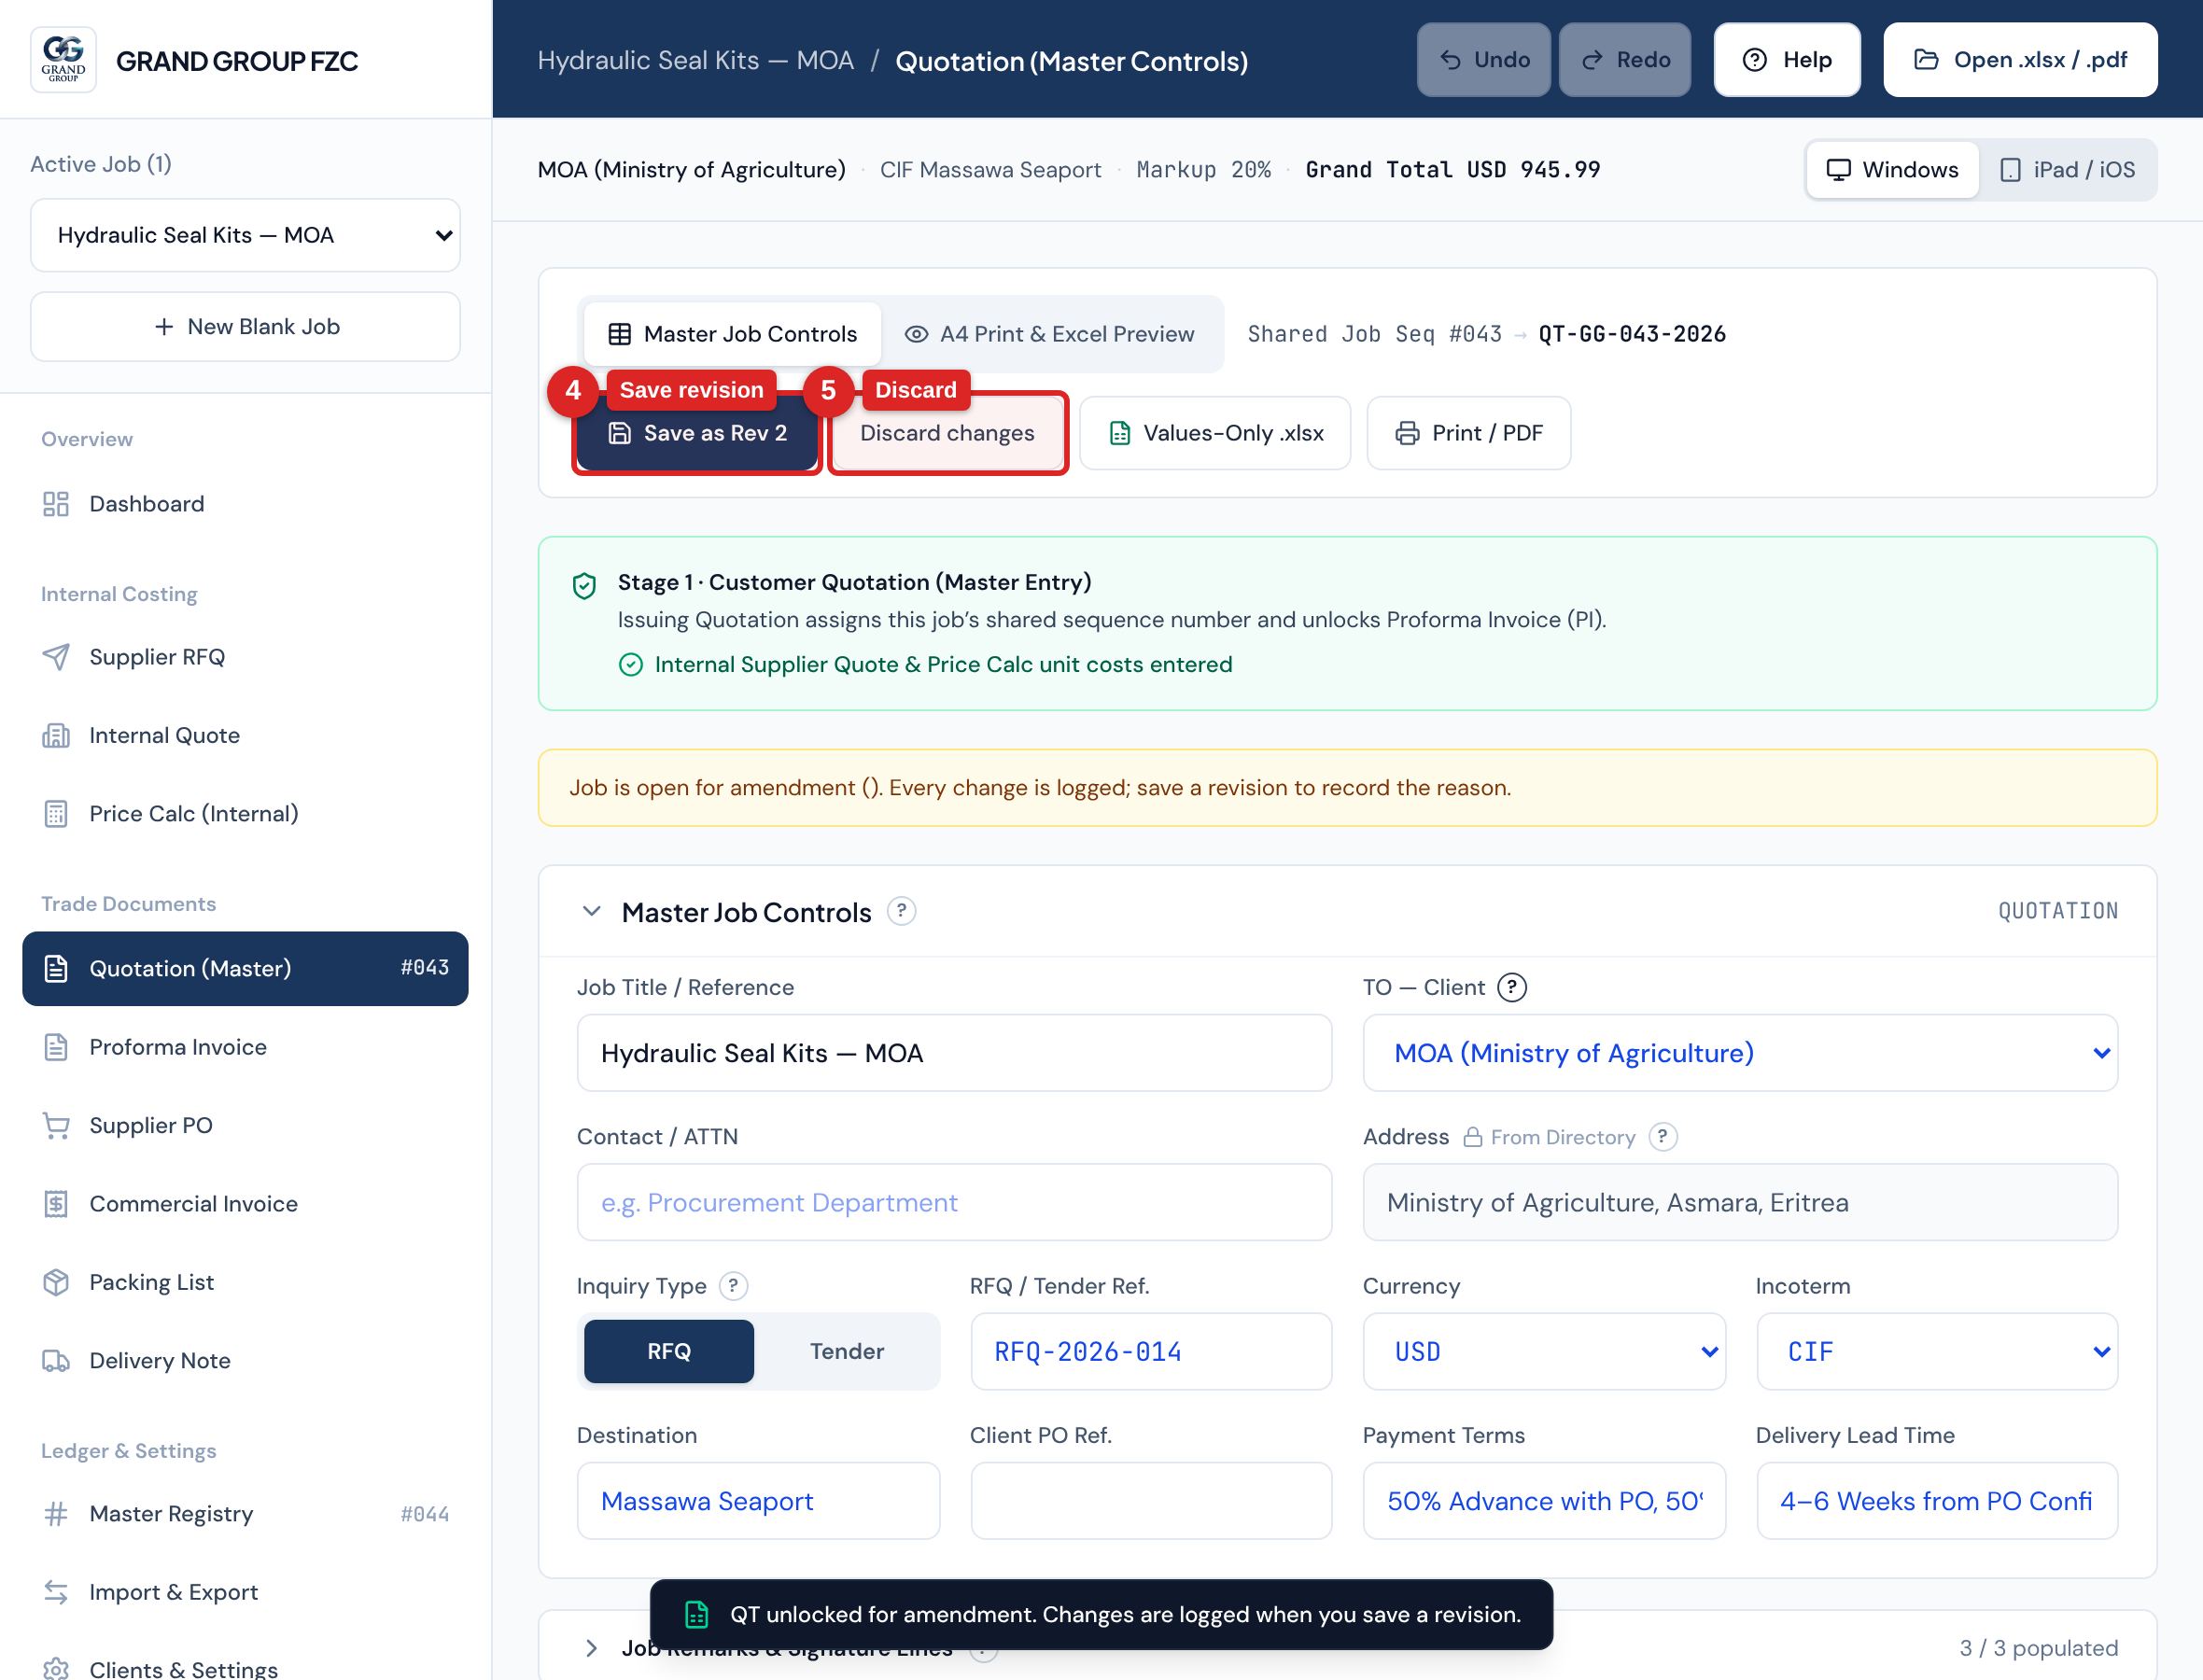 GG
GRAND
GROUP
GRAND GROUP FZC
Active Job (1)
Hydraulic Seal Kits — MOA
+ New Blank Job
Overview
Dashboard
Internal Costing
Supplier RFQ
Internal Quote
Price Calc (Internal)
Trade Documents
Quotation (Master) #043
Proforma Invoice
Supplier PO
Commercial Invoice
Packing List
Delivery Note
Ledger & Settings
Master Registry #044
Import & Export
Clients & Settings
Hydraulic Seal Kits — MOA / Quotation (Master Controls)
Undo Redo Help Open .xlsx / .pdf
MOA (Ministry of Agriculture) · CIF Massawa Seaport · Markup 20% · Grand Total USD 945.99
Windows iPad / iOS
Master Job Controls A4 Print & Excel Preview Shared Job Seq #043 → QT-GG-043-2026
4 Save revision 5 Discard
Save as Rev 2 Discard changes Values-Only .xlsx Print / PDF
Stage 1 · Customer Quotation (Master Entry)
Issuing Quotation assigns this job’s shared sequence number and unlocks Proforma Invoice (PI).
Internal Supplier Quote & Price Calc unit costs entered
Job is open for amendment (). Every change is logged; save a revision to record the reason.
Master Job Controls ? QUOTATION
Job Title / Reference TO — Client ?
Hydraulic Seal Kits — MOA MOA (Ministry of Agriculture)
Contact / ATTN Address From Directory ?
e.g. Procurement Department Ministry of Agriculture, Asmara, Eritrea
Inquiry Type ? RFQ / Tender Ref. Currency Incoterm
RFQ Tender RFQ-2026-014 USD CIF
Destination Client PO Ref. Payment Terms Delivery Lead Time
Massawa Seaport 50% Advance with PO, 50% 4–6 Weeks from PO Confi
QT unlocked for amendment. Changes are logged when you save a revision.
Job Remarks & Signature Lines ? 3 / 3 populated